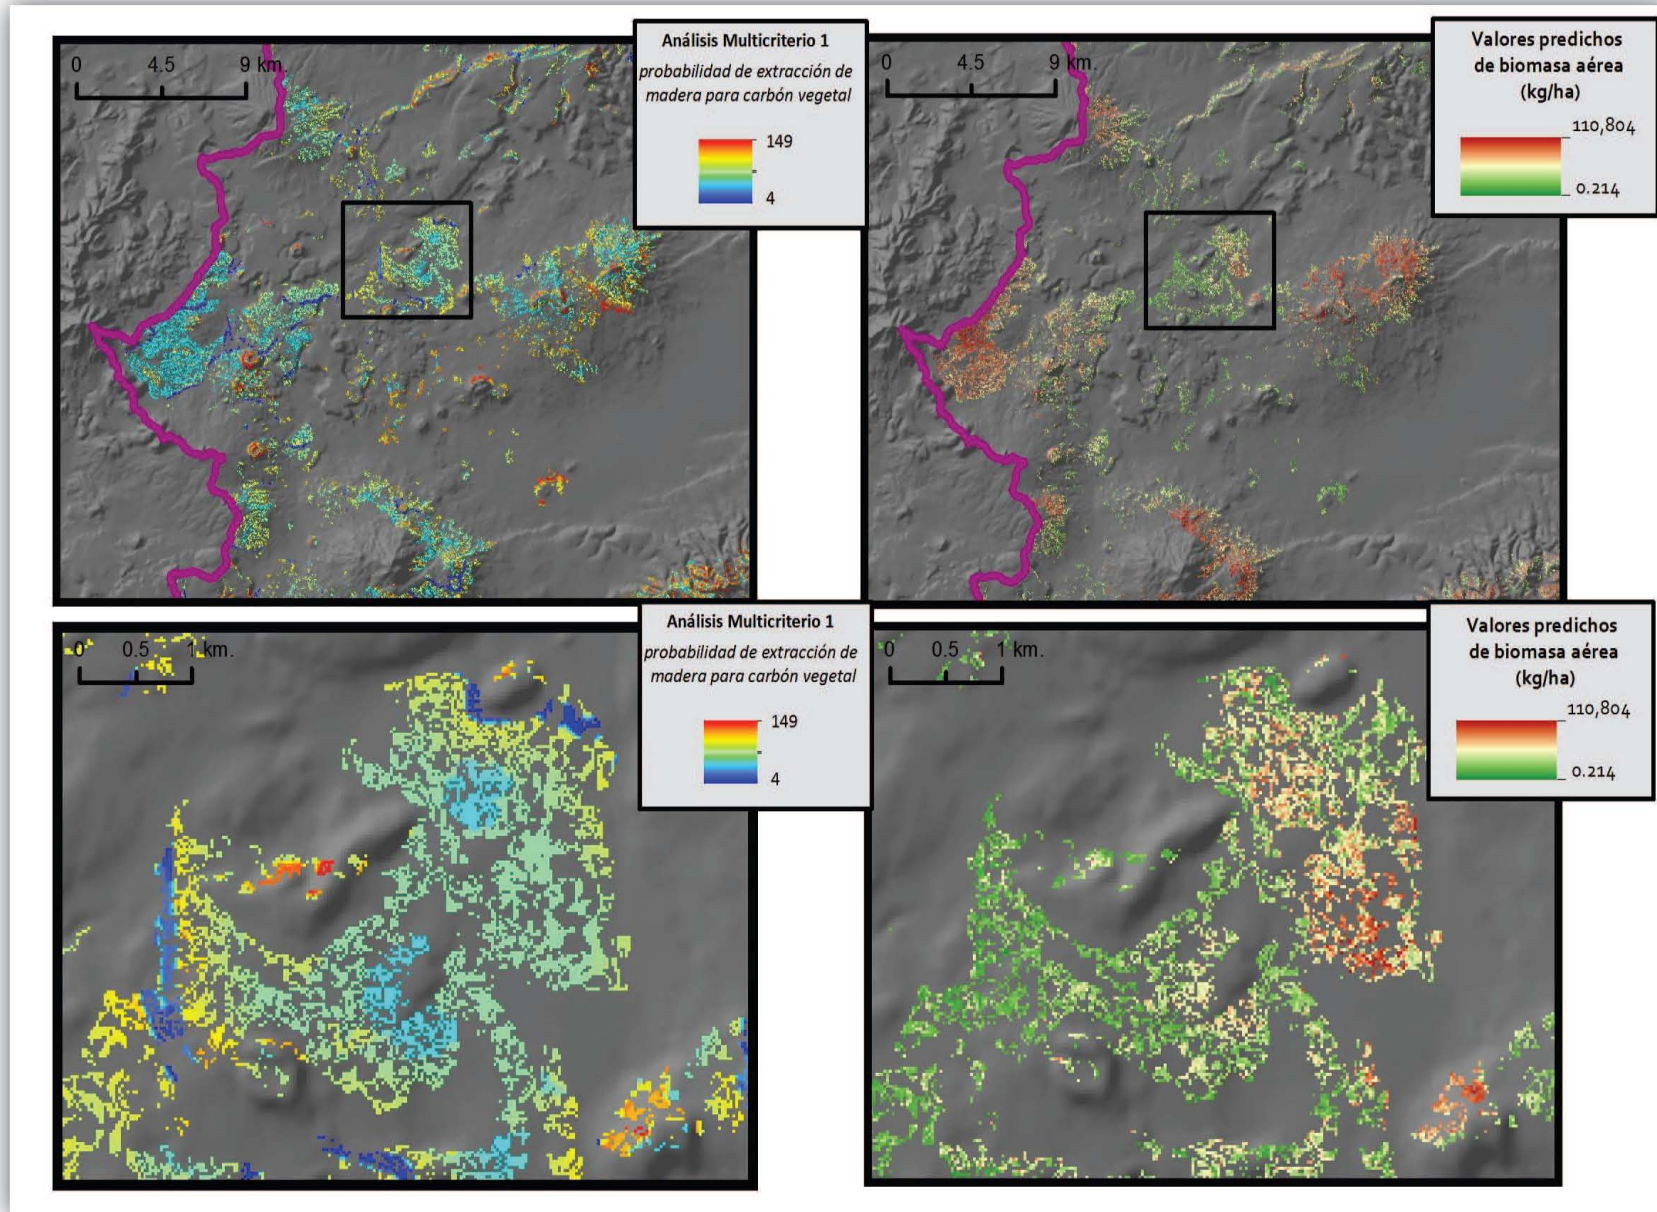 0 4.5 9 km
Análisis Multicriterio 1
probabilidad de extracción de
madera para carbón vegetal
149
4
0 4.5 9 km.
Valores predichos
de biomasa aérea
(kg/ha)
110,804
0.214
0 0.5 1 km.
Análisis Multicriterio 1
probabilidad de extracción de
madera para carbón vegetal
149
4
0 0.5 1 km.
Valores predichos
de biomasa aérea
(kg/ha)
110,804
0.214